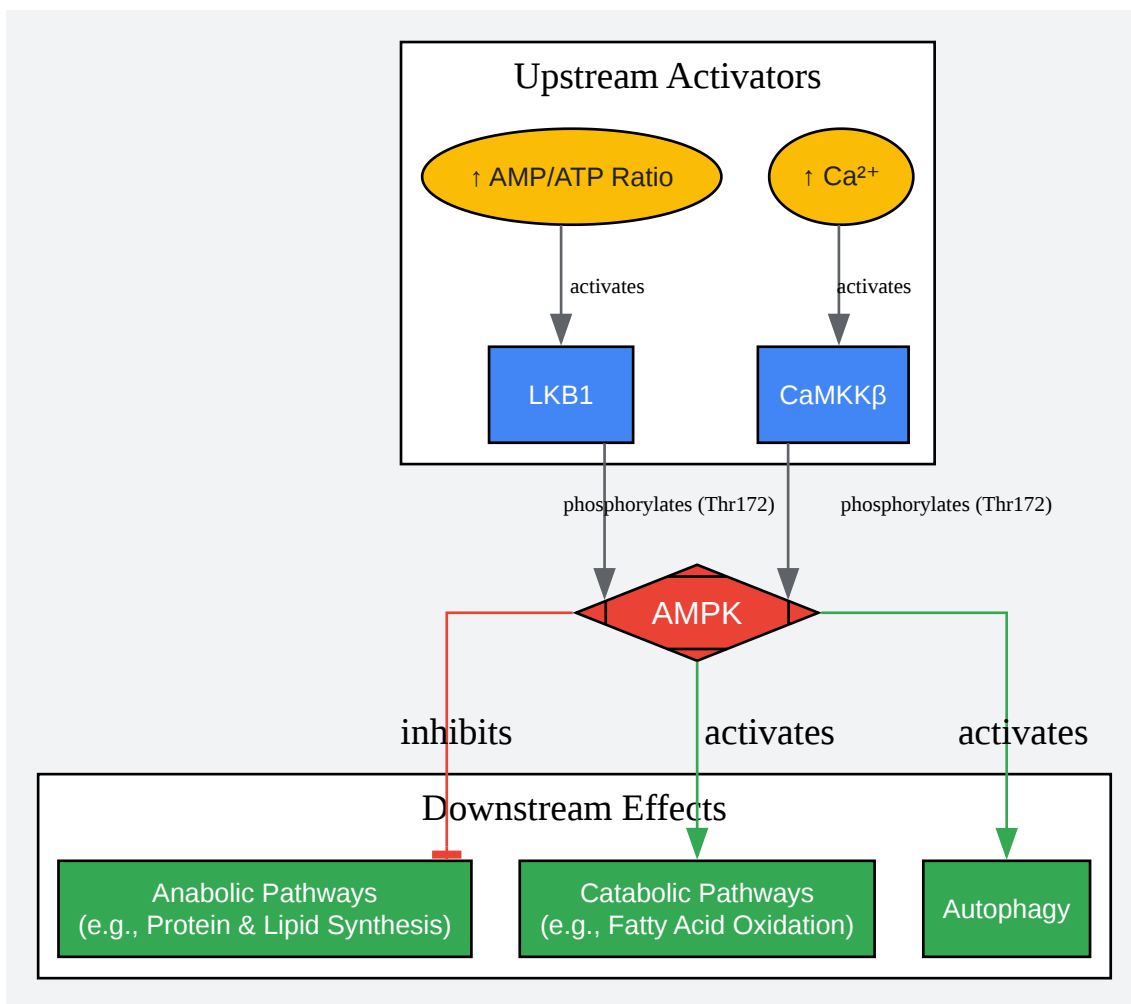 Upstream Activators
↑ AMP/ATP Ratio
↑ Ca²⁺
activates
activates
LKB1
CaMKKβ
phosphorylates (Thr172)
phosphorylates (Thr172)
AMPK
inhibits
activates
activates
Downstream Effects
Anabolic Pathways
(e.g., Protein & Lipid Synthesis)
Catabolic Pathways
(e.g., Fatty Acid Oxidation)
Autophagy